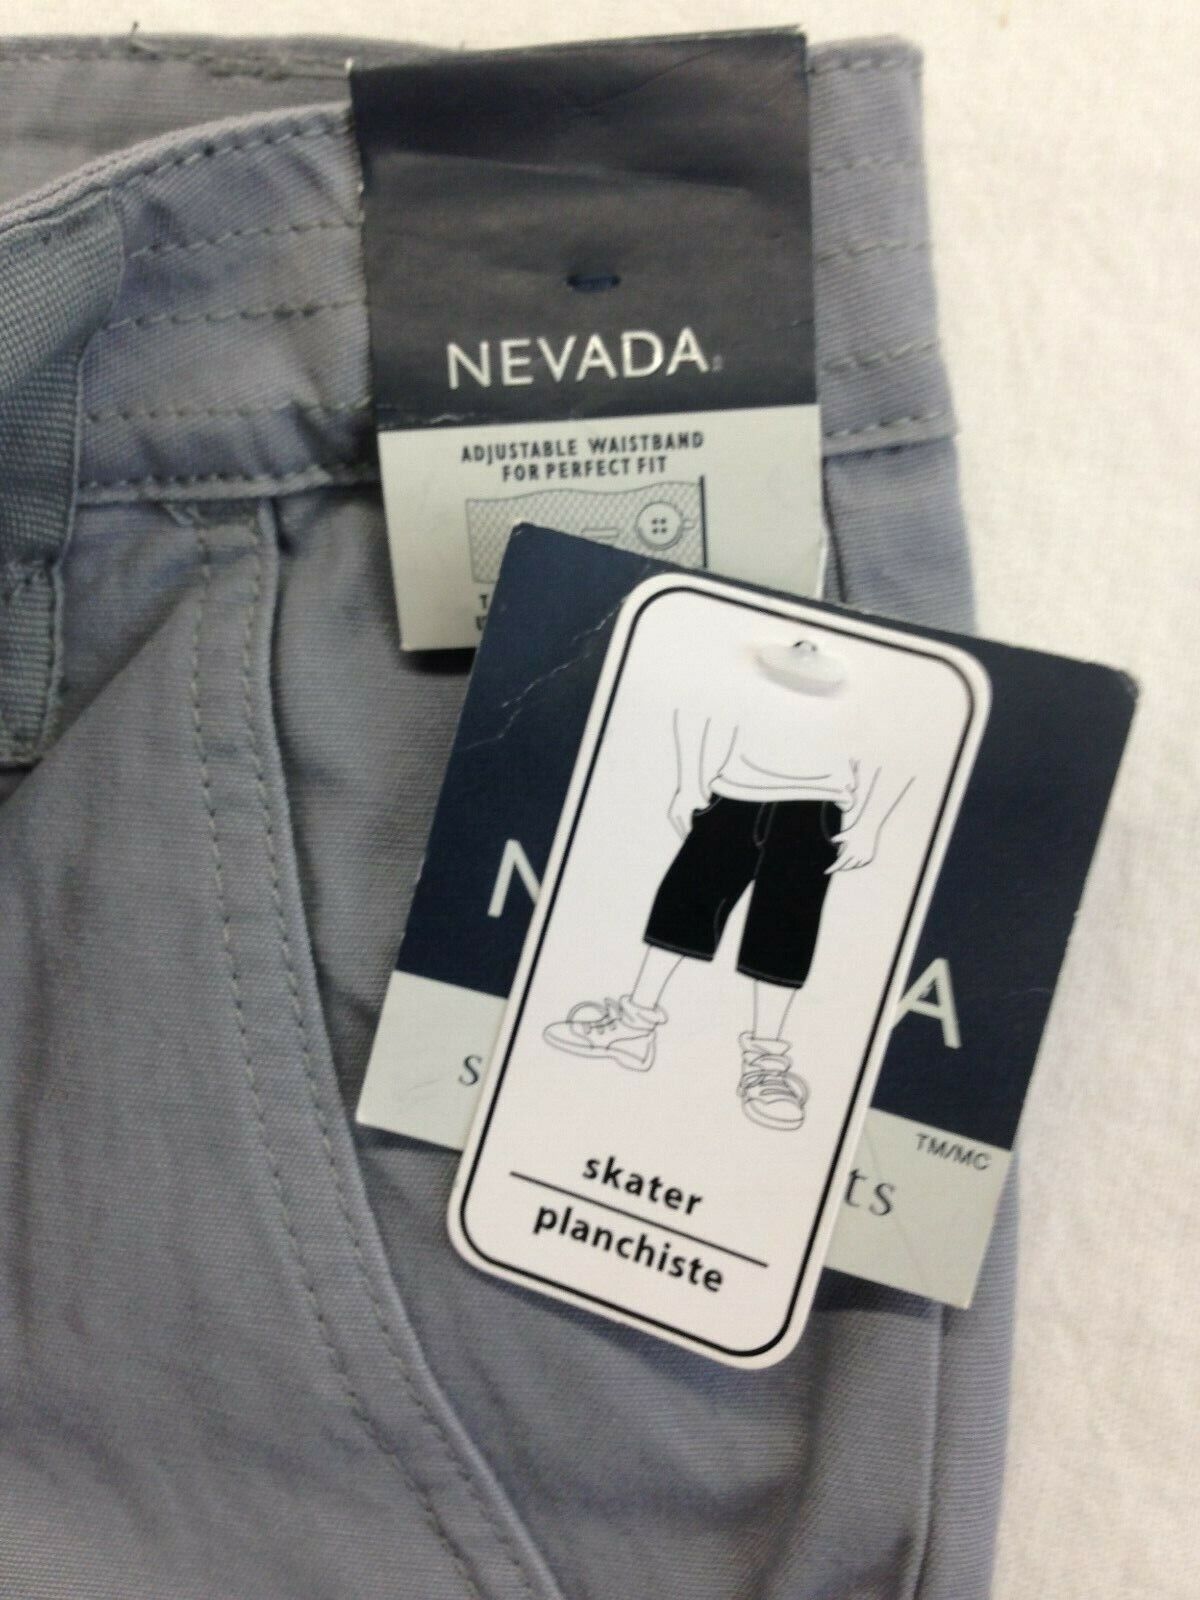 NEVADA
ADJUSTABLE WAISTBAND
FOR PERFECT FIT
TM/MC
skater
planchiste